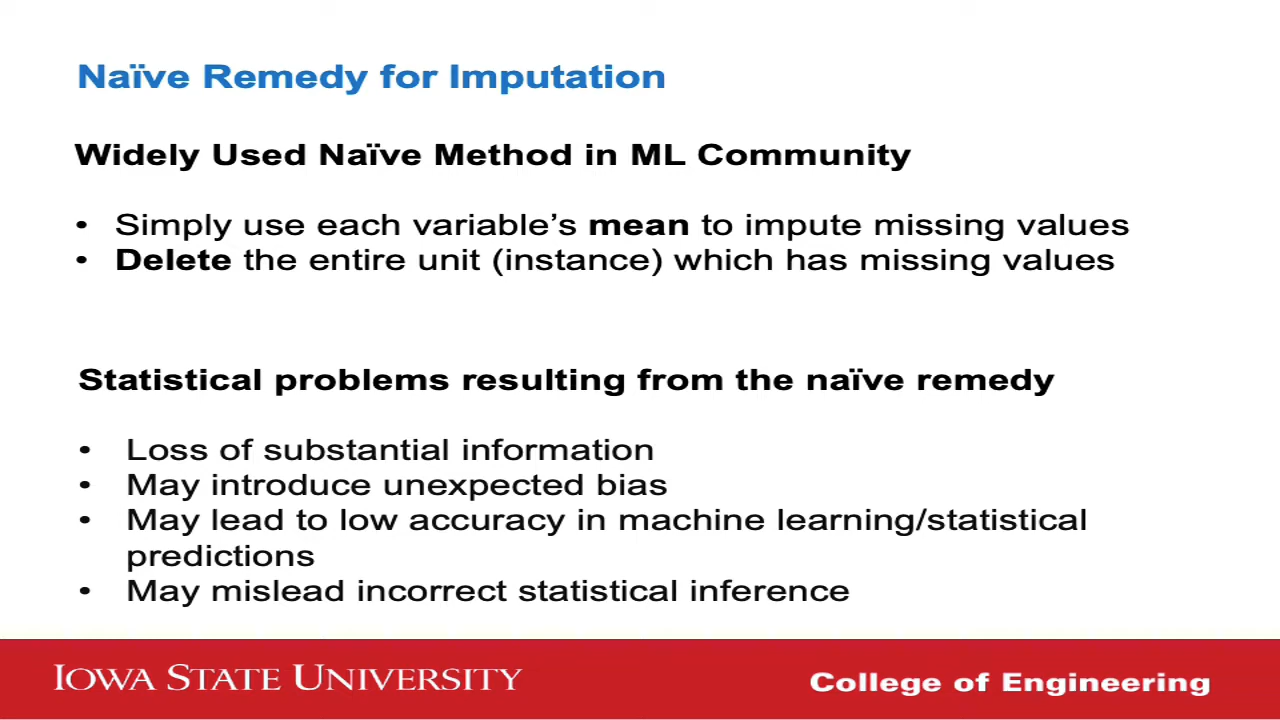 Naïve Remedy for Imputation
Widely Used Naïve Method in ML Community
• Simply use each variable’s mean to impute missing values
• Delete the entire unit (instance) which has missing values
Statistical problems resulting from the naïve remedy
• Loss of substantial information
• May introduce unexpected bias
• May lead to low accuracy in machine learning/statistical
predictions
• May mislead incorrect statistical inference
IOWA STATE UNIVERSITY
College of Engineering